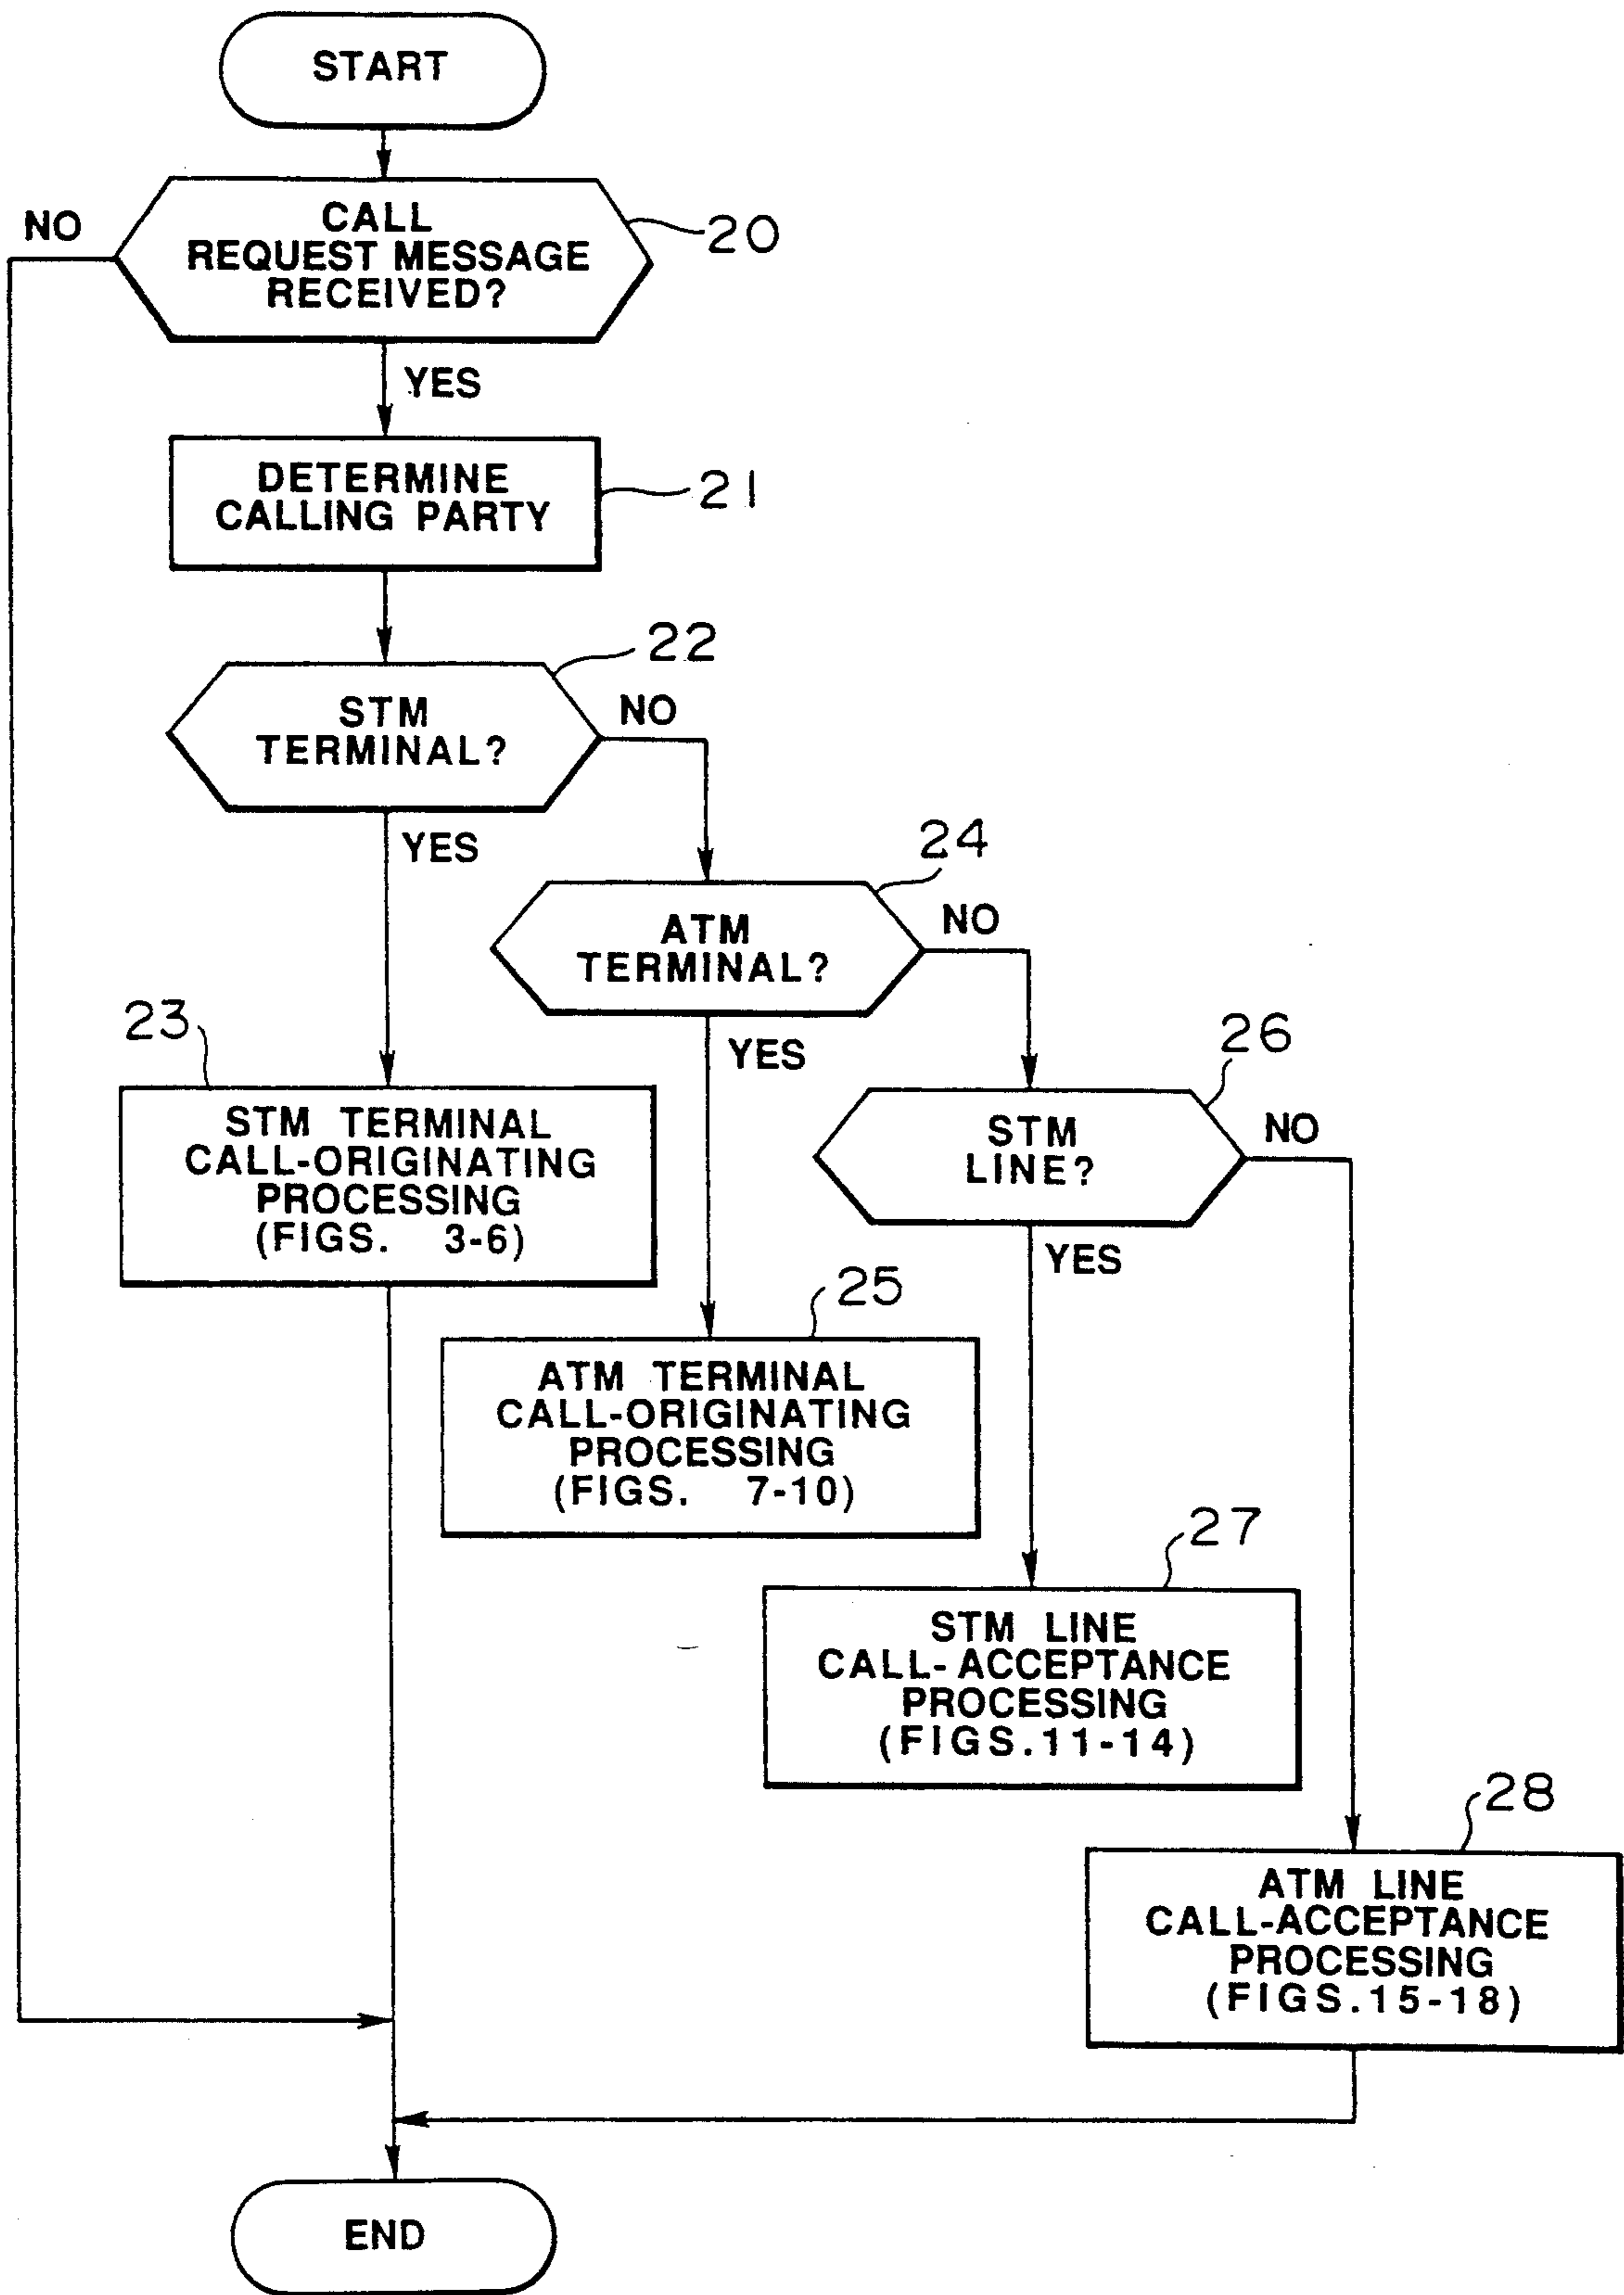 START
NO
CALL
REQUEST MESSAGE
RECEIVED?
20
YES
DETERMINE
CALLING PARTY
21
22
STM
TERMINAL?
NO
YES
24
ATM
TERMINAL?
NO
YES
23
STM TERMINAL
CALL-ORIGINATING
PROCESSING
(FIGS. 3-6)
26
STM
LINE?
NO
YES
25
ATM TERMINAL
CALL-ORIGINATING
PROCESSING
(FIGS. 7-10)
27
STM LINE
CALL- ACCEPTANCE
PROCESSING
(FIGS.11-14)
28
ATM LINE
CALL-ACCEPTANCE
PROCESSING
(FIGS.15-18)
END